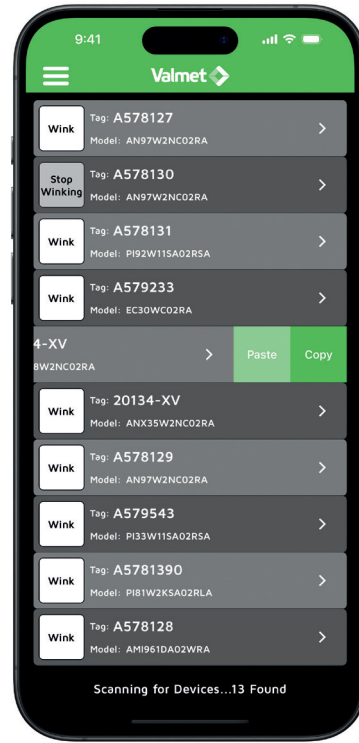 9:41
Valmet
Wink
Tag: A578127
Model: AN97W2NC02RA
Stop
Winking
Tag: A578130
Model: AN97W2NC02RA
Wink
Tag: A578131
Model: PI92W11SA02RSA
Wink
Tag: A579233
Model: EC30WC02RA
4-XV
8W2NC02RA
Paste
Copy
Wink
Tag: 20134-XV
Model: ANX35W2NC02RA
Wink
Tag: A578129
Model: AN97W2NC02RA
Wink
Tag: A579543
Model: PI33W11SA02RSA
Wink
Tag: A5781390
Model: PI81W2KSA02RLA
Wink
Tag: A578128
Model: AMI961DA02WRA
Scanning for Devices...13 Found